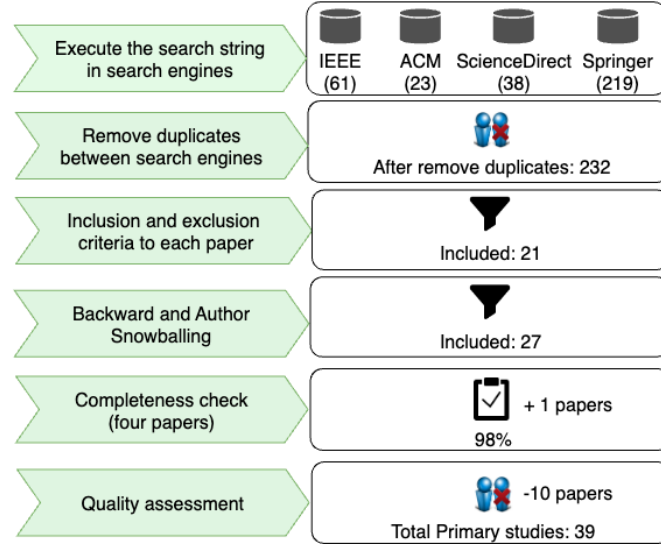 Execute the search string
in search engines
IEEE
(61)
ACM
(23)
ScienceDirect
(38)
Springer
(219)
Remove duplicates
between search engines
After remove duplicates: 232
Inclusion and exclusion
criteria to each paper
Included: 21
Backward and Author
Snowballing
Included: 27
Completeness check
(four papers)
+ 1 papers
98%
Quality assessment
-10 papers
Total Primary studies: 39